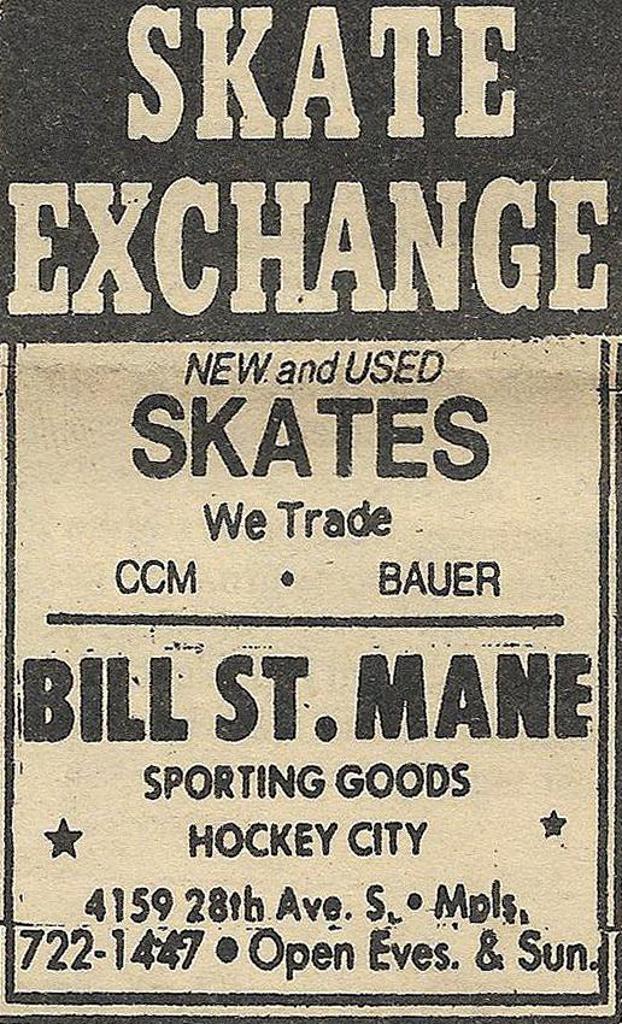 SKATE
EXCHANGE
NEW and USED
SKATES
We Trade
CCM • BAUER
BILL ST. MANE
SPORTING GOODS
HOCKEY CITY
4159 28th Ave. S. • Mpls.
722-1447 • Open Eves. & Sun.